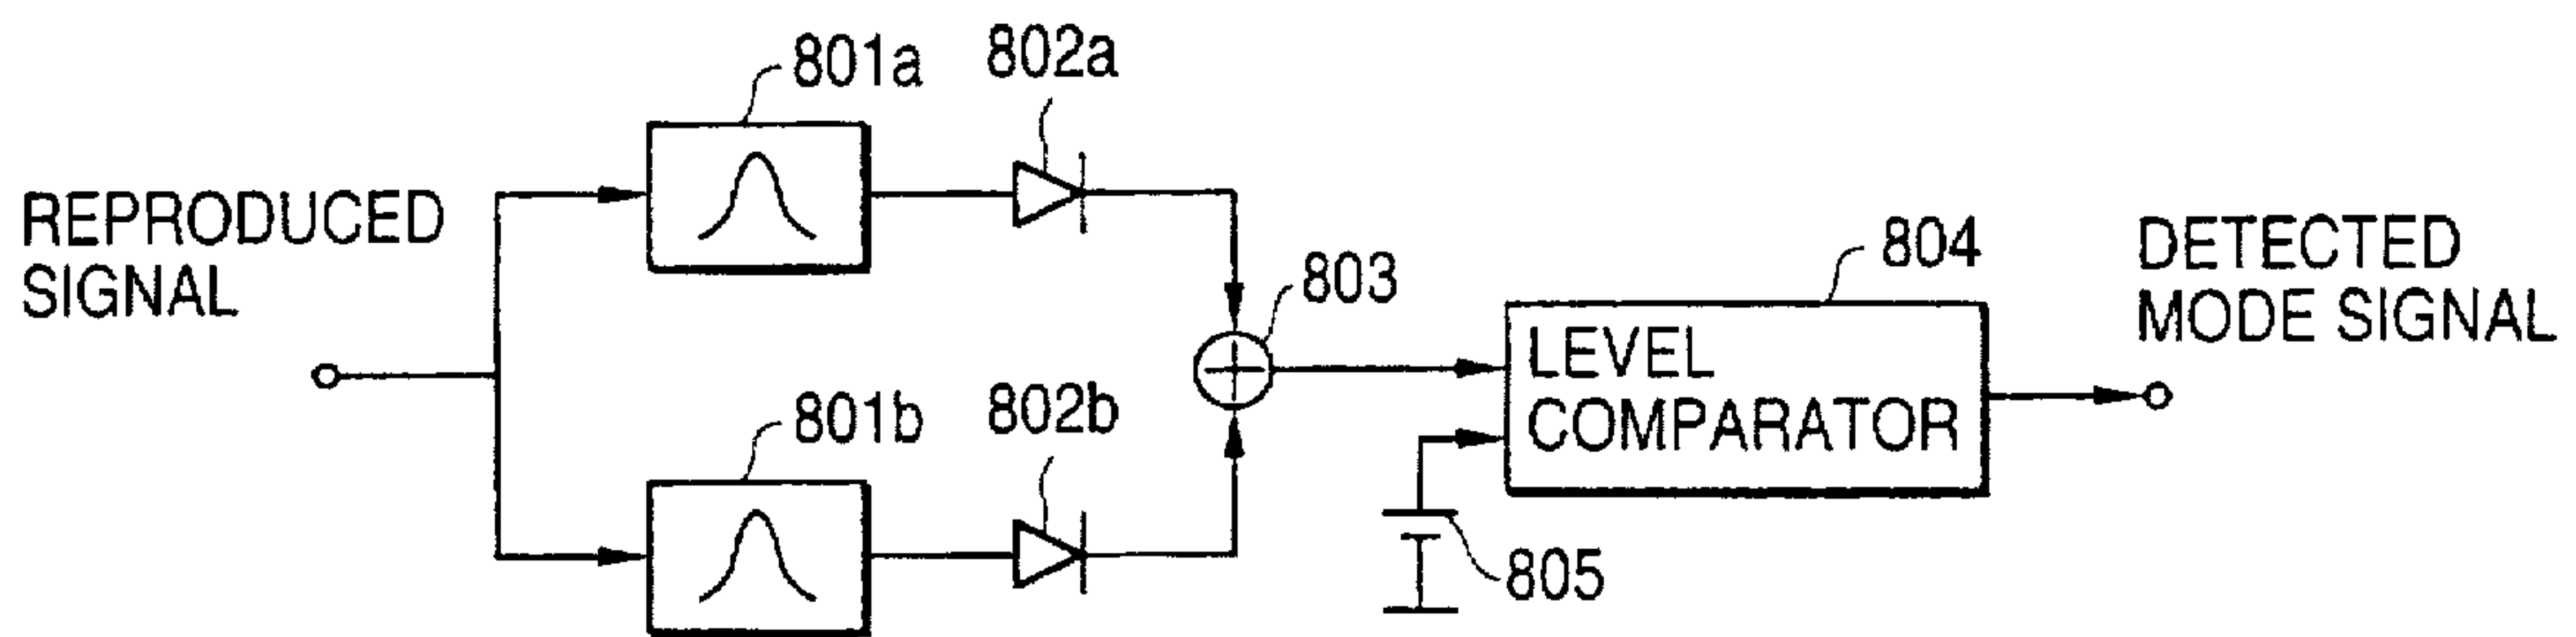 801a
802a
REPRODUCED
SIGNAL
803
804
DETECTED
MODE SIGNAL
LEVEL
COMPARATOR
801b
802b
805